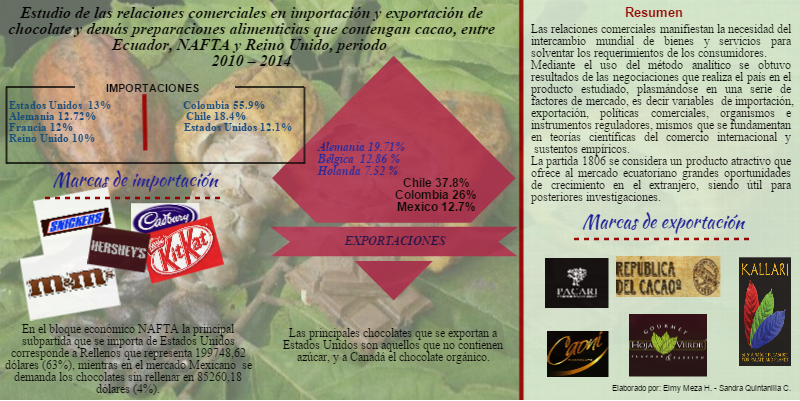 Estudio de las relaciones comerciales en importación y exportación de
chocolate y demás preparaciones alimenticias que contengan cacao, entre
Ecuador, NAFTA y Reino Unido, periodo
2010 – 2014
IMPORTACIONES
Estados Unidos 13%
Alemania 12.72%
Francia 12%
Reino Unido 10%
Colombia 55.9%
Chile 18.4%
Estados Unidos 12.1%
Marcas de importación
SNICKERS
Cadbury
HERSHEY'S
KitKat
m&m's
En el bloque económico NAFTA la principal
subpartida que se importa de Estados Unidos
corresponde a Rellenos que representa 199748,62
dólares (63%), mientras en el mercado Mexicano se
demanda los chocolates sin rellenar en 85260,18
dólares (4%).
Alemania 19.71%
Bélgica 12.86 %
Holanda 7.52 %
Chile 37.8%
Colombia 26%
Mexico 12.7%
EXPORTACIONES
Las principales chocolates que se exportan a
Estados Unidos son aquellos que no contienen
azúcar, y a Canadá el chocolate orgánico.
Resumen
Las relaciones comerciales manifiestan la necesidad del
intercambio mundial de bienes y servicios para
solventar los requerimientos de los consumidores.
Mediante el uso del método analítico se obtuvo
resultados de las negociaciones que realiza el país en el
producto estudiado, plasmándose en una serie de
factores de mercado, es decir variables de importación,
exportación, políticas comerciales, organismos e
instrumentos reguladores, mismos que se fundamentan
en teorías científicas del comercio internacional y
sustentos empíricos.
La partida 1806 se considera un producto atractivo que
ofrece al mercado ecuatoriano grandes oportunidades
de crecimiento en el extranjero, siendo útil para
posteriores investigaciones.
Marcas de exportación
PACARI
REPÚBLICA
DEL CACAO
KALLARI
Caoni
GOURMET
HOJA VERDE
Elaborado por: Elmy Meza H. - Sandra Quintanilla C.